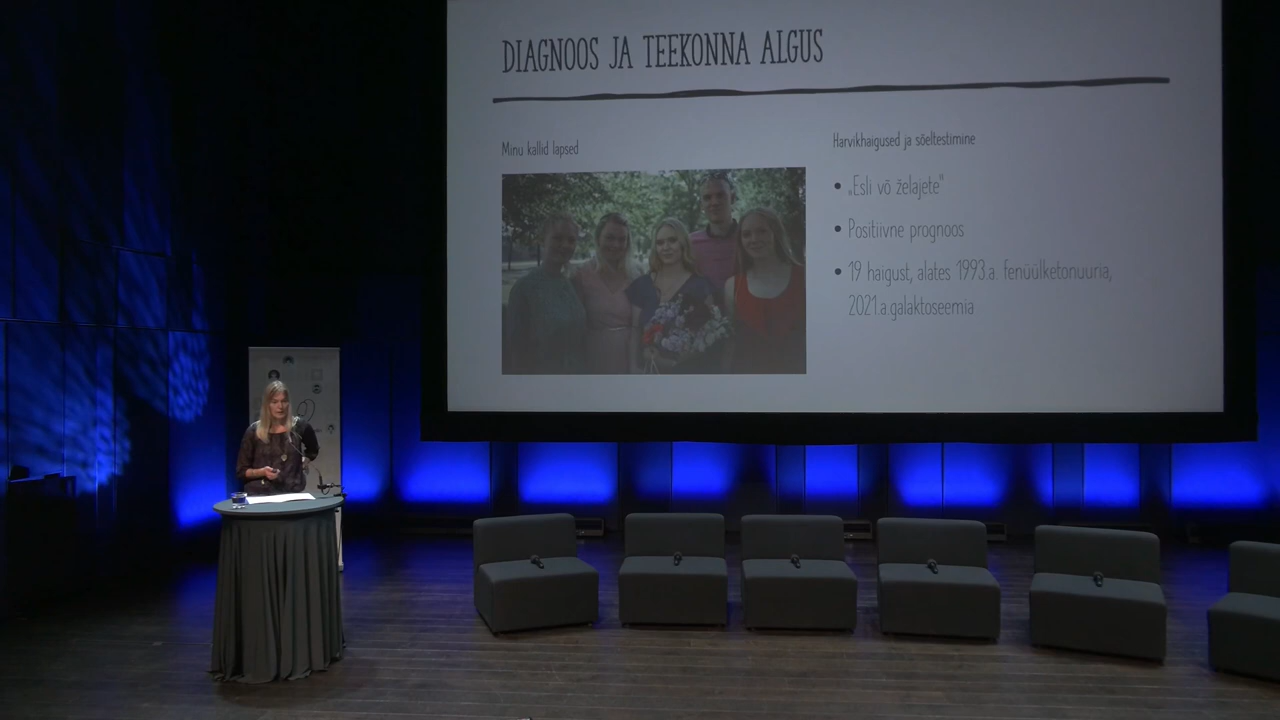 DIAGNOOS JA TEEKONNA ALGUS
Minu kallid lapsed
Harvikhaigused ja sõeltestimine
• „Esli võ želajete“
• Positiivne prognoos
• 19 haigust, alates 1993.a. fenüülketonuuria,
2021.a.galaktoseemia